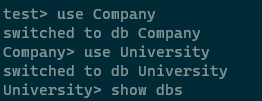 test> use Company
switched to db Company
Company> use University
switched to db University
University> show dbs